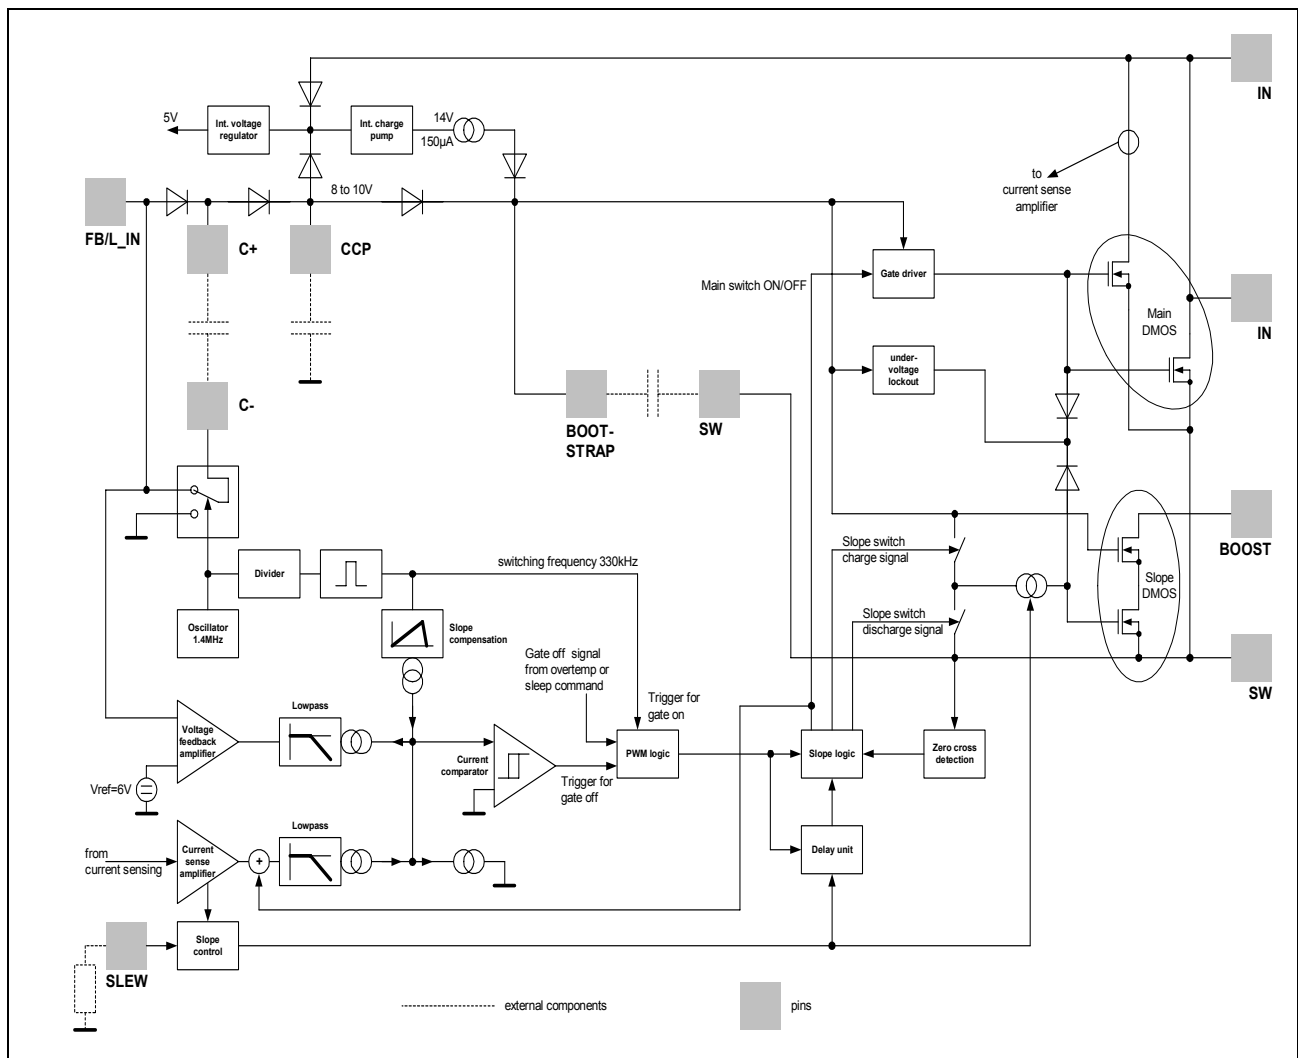 IN
5V
Int. voltage
regulator
Int. charge
pump
14V
150µA
to
current sense
amplifier
8 to 10V
FB/L_IN
C+
CCP
Main switch ON/OFF
Gate driver
Main
DMOS
IN
under-
voltage
lockout
C-
BOOT-
STRAP
SW
BOOST
Slope switch
charge signal
Slope
DMOS
switching frequency 330kHz
Divider
Oscillator
1.4MHz
Slope
compensation
Slope switch
discharge signal
Gate off signal
from overtemp or
sleep command
SW
Trigger for
gate on
Lowpass
Voltage
feedback
amplifier
Current
comparator
PWM logic
Slope logic
Zero cross
detection
Vref=6V
Trigger for
gate off
Lowpass
from
current sensing
Current
sense
amplifier
+
Delay unit
Slope
control
SLEW
external components
pins